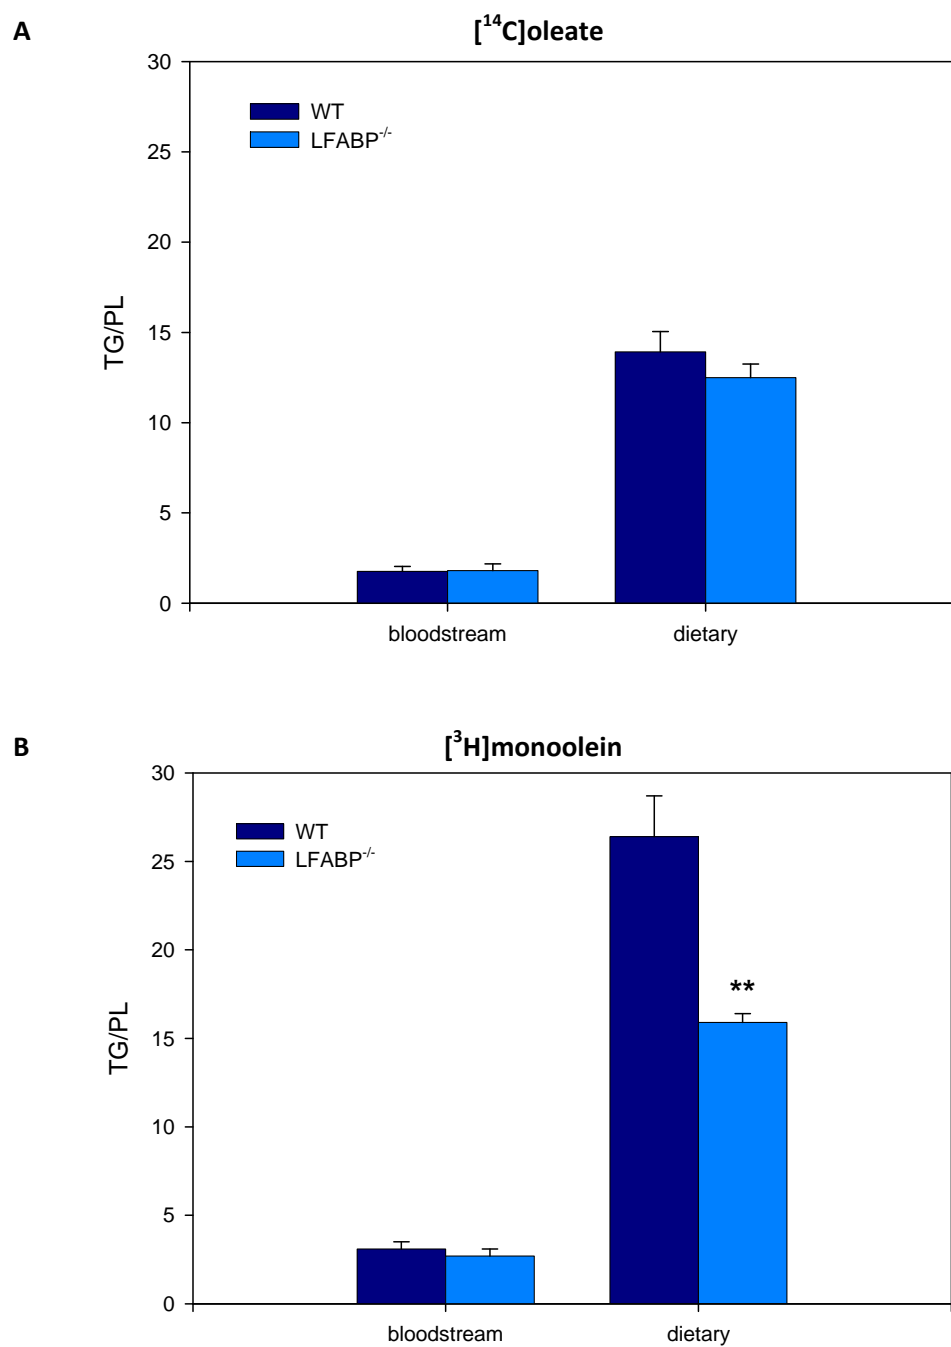 A
[¹⁴C]oleate
30
25
20
15
10
5
0
TG/PL
WT
LFABP⁻/⁻
bloodstream dietary
B
[³H]monoolein
30
25
20
15
10
5
0
TG/PL
WT
LFABP⁻/⁻
**
bloodstream dietary